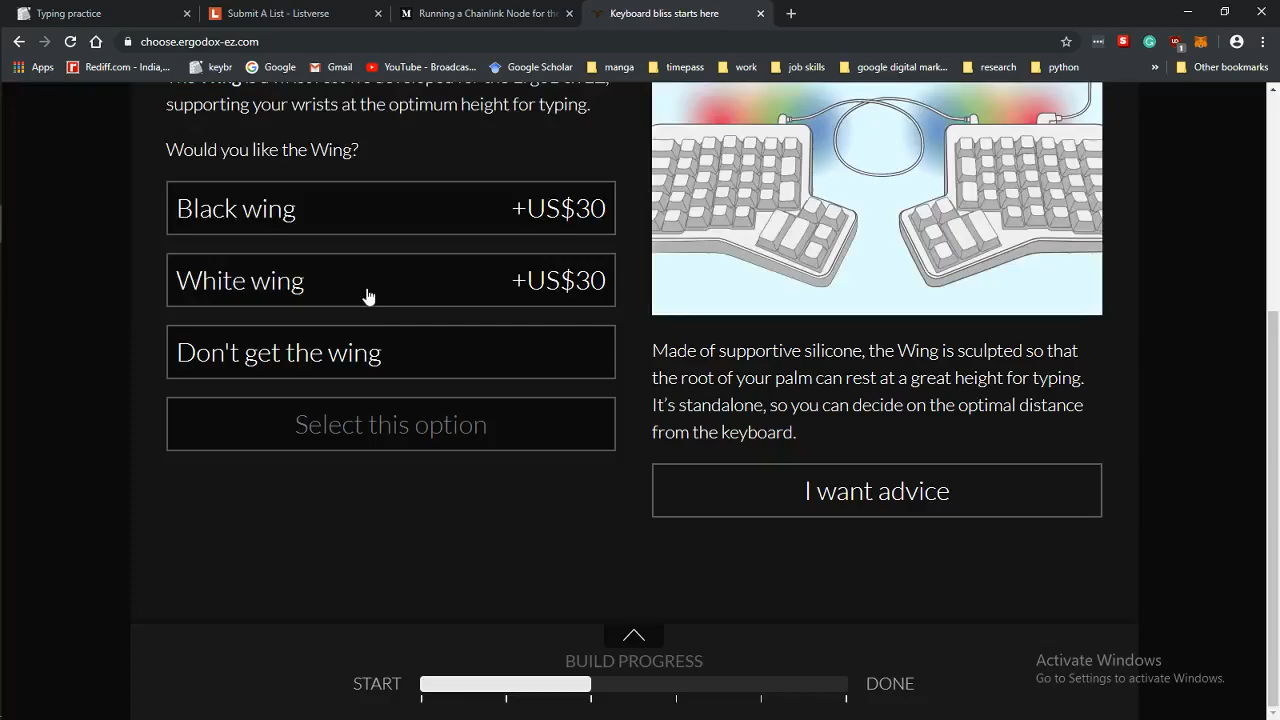 Typing practice
Submit A List - Listverse
Running a Chainlink Node for the
Keyboard bliss starts here
choose.ergodox-ez.com
Apps
Rediff.com - India,...
keybr
Google
Gmail
YouTube - Broadcas...
Google Scholar
manga
timepass
work
job skills
google digital mark...
research
python
Other bookmarks
supporting your wrists at the optimum height for typing.
Would you like the Wing?
Black wing +US$30
White wing +US$30
Don't get the wing
Select this option
Made of supportive silicone, the Wing is sculpted so that
the root of your palm can rest at a great height for typing.
It's standalone, so you can decide on the optimal distance
from the keyboard.
I want advice
BUILD PROGRESS
START
DONE
Activate Windows
Go to Settings to activate Windows.